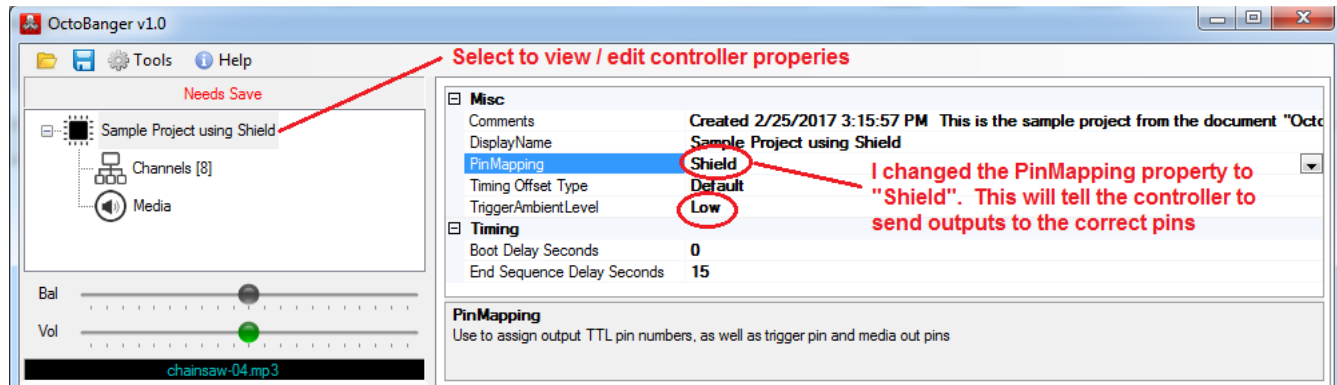 OctoBanger v1.0
Tools Help
Select to view / edit controller properies
Needs Save
Sample Project using Shield
Channels [8]
Media
Misc
Comments Created 2/25/2017 3:15:57 PM This is the sample project from the document "Octo
DisplayName Sample Project using Shield
PinMapping Shield
Timing Offset Type Default
TriggerAmbientLevel Low
Timing
Boot Delay Seconds 0
End Sequence Delay Seconds 15
I changed the PinMapping property to
"Shield". This will tell the controller to
send outputs to the correct pins
Bal
Vol
chainsaw-04.mp3
PinMapping
Use to assign output TTL pin numbers, as well as trigger pin and media out pins